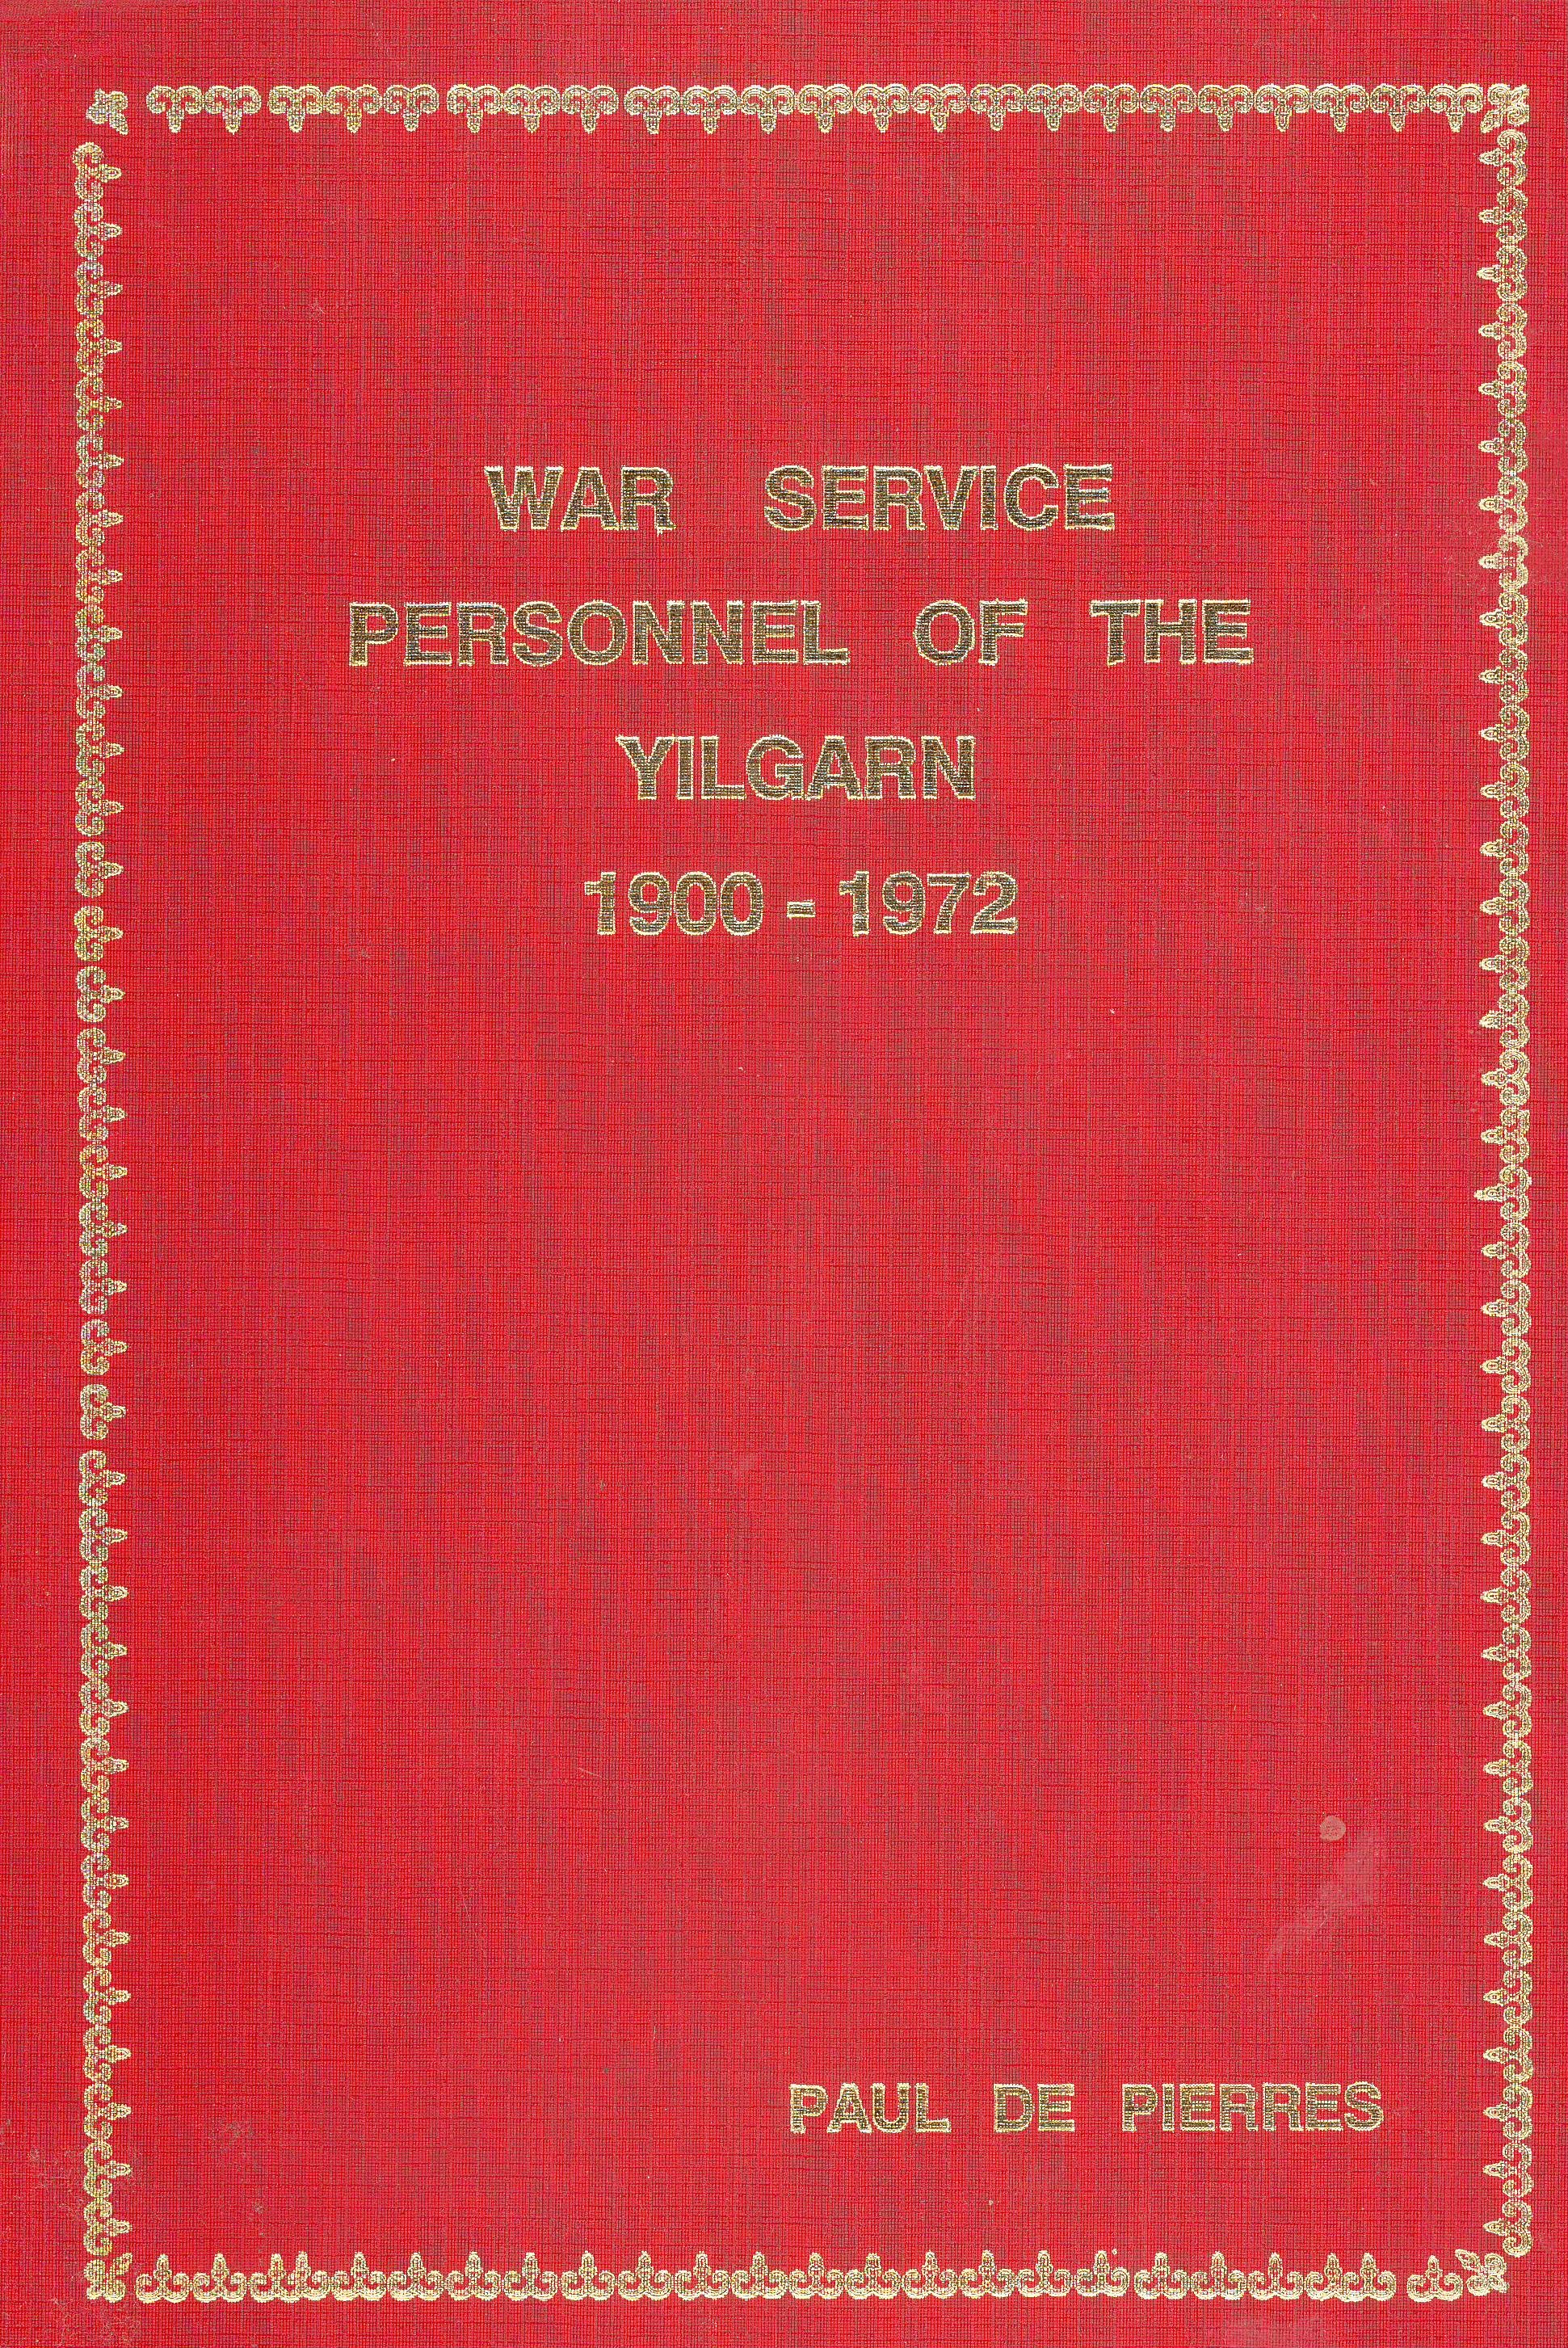 WAR SERVICE
PERSONNEL OF THE
YILGARN
1900 - 1972
PAUL DE PIERRES